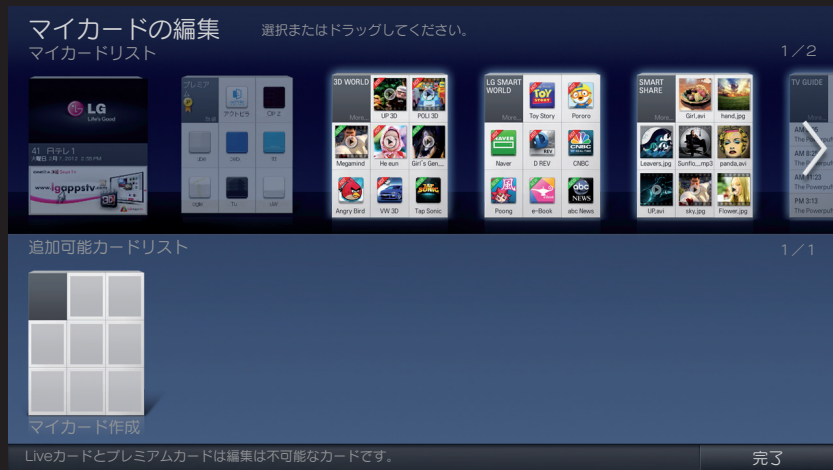 マイカードの編集
選択またはドラッグしてください。
マイカードリスト
1/2
LG
Life's Good
41 日テレ1
www.lgappstv.com
3D
プレミアム
アクトビラ
3D WORLD
More...
UP 3D
POLI 3D
Megamind
He eun
Girl's Gen...
Angry Bird
VW 3D
Tap Sonic
LG SMART WORLD
More...
Toy Story
Pororo
Naver
D REV
CNBC
Poong
e-Book
abc News
SMART SHARE
More...
Girl,avi
hand,jpg
Leavers,jpg
Sunflo_,mp3
panda,avi
UP,avi
sky,jpg
Flower,jpg
TV GUIDE
PM 3:13
The Powerpuf
追加可能カードリスト
1/1
マイカード作成
Liveカードとプレミアムカードは編集は不可能なカードです。
完了